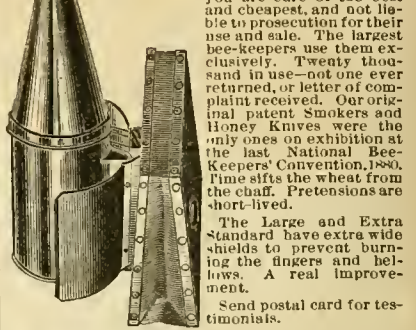 and cheapest, and not lia-
ble to prosecution for their
use and sale. The largest
bee-keepers use them ex-
clusively. Twenty thou-
sand in use—not one ever
returned, or letter of com-
plaint received. Our orig-
inal patent Smokers and
Honey Knives were the
only ones on exhibition at
the last National Bee-
Keepers' Convention, 1880.
Time sifts the wheat from
the chaff. Pretensions are
short-lived.
The Large and Extra
Standard have extra wide
shields to prevent burn-
ing the fingers and bel-
lows. A real improve-
ment.
Send postal card for tes-
timonials.